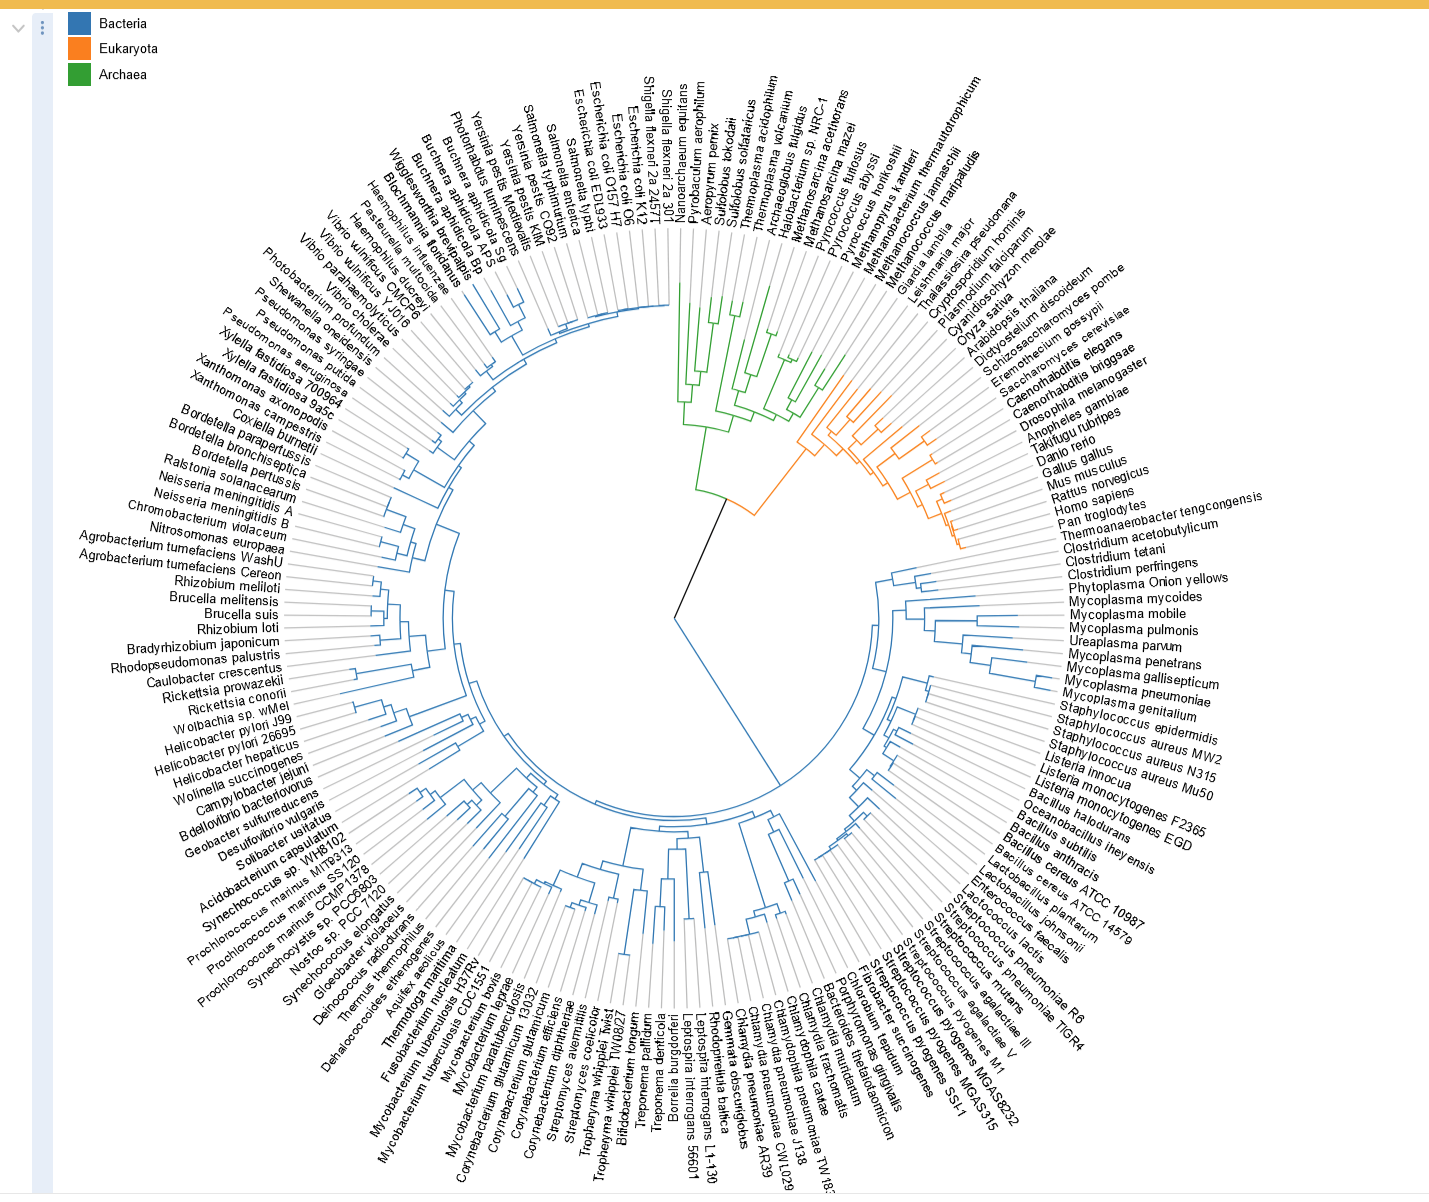 Bacteria
Eukaryota
Archaea
Nanoarchaeum equitans
Pyrobaculum aerophilum
Aeropyrum pernix
Sulfolobus tokodaii
Sulfolobus solfataricus
Thermoplasma acidophilum
Thermoplasma volcanium
Archaeoglobus fulgidus
Halobacterium sp. NRC-1
Methanosarcina acetivorans
Methanosarcina mazei
Pyrococcus furiosus
Pyrococcus abyssi
Pyrococcus horikoshii
Methanopyrus kandleri
Methanobacterium thermautotrophicum
Methanococcus jannaschii
Methanococcus maripaludis
Giardia lamblia
Leishmania major
Thalassiosira pseudonana
Cryptosporidium hominis
Plasmodium falciparum
Cyanidioschyzon merolae
Oryza sativa
Arabidopsis thaliana
Dictyostelium discoideum
Schizosaccharomyces pombe
Eremothecium gossypii
Saccharomyces cerevisiae
Caenorhabditis elegans
Caenorhabditis briggsae
Drosophila melanogaster
Anopheles gambiae
Takifugu rubripes
Danio rerio
Gallus gallus
Mus musculus
Rattus norvegicus
Homo sapiens
Pan troglodytes
Thermoanaerobacter tengcongensis
Clostridium acetobutylicum
Clostridium tetani
Clostridium perfringens
Phytoplasma Onion yellows
Mycoplasma mycoides
Mycoplasma mobile
Mycoplasma pulmonis
Ureaplasma parvum
Mycoplasma penetrans
Mycoplasma gallisepticum
Mycoplasma pneumoniae
Mycoplasma genitalium
Staphylococcus epidermidis
Staphylococcus aureus MW2
Staphylococcus aureus N315
Staphylococcus aureus Mu50
Listeria innocua
Listeria monocytogenes F2365
Listeria monocytogenes EGD
Bacillus halodurans
Oceanobacillus iheyensis
Bacillus subtilis
Bacillus anthracis
Bacillus cereus ATCC 10987
Bacillus cereus ATCC 14579
Lactobacillus plantarum
Lactobacillus johnsonii
Enterococcus faecalis
Lactococcus lactis
Streptococcus pneumoniae R6
Streptococcus pneumoniae TIGR4
Streptococcus mutans
Streptococcus agalactiae III
Streptococcus agalactiae V
Streptococcus pyogenes M1
Streptococcus pyogenes MGAS8232
Streptococcus pyogenes MGAS315
Streptococcus pyogenes SSI-1
Fibrobacter succinogenes
Chlorobium tepidum
Porphyromonas gingivalis
Bacteroides thetaiotaomicron
Chlamydia muridarum
Chlamydia trachomatis
Chlamydophila caviae
Chlamydophila pneumoniae TW183
Chlamydia pneumoniae J138
Chlamydia pneumoniae CWL029
Chlamydia pneumoniae AR39
Gemmata obscuriglobus
Rhodopirellula baltica
Leptospira interrogans L1-130
Leptospira interrogans 56601
Borrelia burgdorferi
Treponema denticola
Treponema pallidum
Bifidobacterium longum
Tropheryma whipplei TW08/27
Tropheryma whipplei Twist
Streptomyces coelicolor
Streptomyces avermitilis
Corynebacterium diphtheriae
Corynebacterium efficiens
Corynebacterium glutamicum
Corynebacterium glutamicum 13032
Mycobacterium paratuberculosis
Mycobacterium leprae
Mycobacterium bovis
Mycobacterium tuberculosis CDC1551
Mycobacterium tuberculosis H37Rv
Fusobacterium nucleatum
Thermotoga maritima
Aquifex aeolicus
Dehalococcoides ethenogenes
Thermus thermophilus
Deinococcus radiodurans
Gloeobacter violaceus
Synechococcus elongatus
Nostoc sp. PCC 7120
Synechocystis sp. PCC6803
Prochlorococcus marinus CCMP1378
Prochlorococcus marinus SS120
Prochlorococcus marinus MIT9313
Synechococcus sp. WH8102
Acidobacterium capsulatum
Solibacter usitatus
Desulfovibrio vulgaris
Geobacter sulfurreducens
Bdellovibrio bacteriovorus
Campylobacter jejuni
Wolinella succinogenes
Helicobacter hepaticus
Helicobacter pylori 26695
Helicobacter pylori J99
Wolbachia sp. wMel
Rickettsia conorii
Rickettsia prowazekii
Caulobacter crescentus
Rhodopseudomonas palustris
Bradyrhizobium japonicum
Rhizobium loti
Brucella suis
Brucella melitensis
Rhizobium meliloti
Agrobacterium tumefaciens Cereon
Agrobacterium tumefaciens WashU
Nitrosomonas europaea
Chromobacterium violaceum
Neisseria meningitidis B
Neisseria meningitidis A
Ralstonia solanacearum
Bordetella pertussis
Bordetella bronchiseptica
Bordetella parapertussis
Coxiella burnetii
Xanthomonas campestris
Xanthomonas axonopodis
Xylella fastidiosa 9a5c
Xylella fastidiosa 700964
Pseudomonas aeruginosa
Pseudomonas putida
Pseudomonas syringae
Shewanella oneidensis
Photobacterium profundum
Vibrio cholerae
Vibrio parahaemolyticus
Vibrio vulnificus YJ016
Vibrio vulnificus CMCP6
Haemophilus ducreyi
Pasteurella multocida
Haemophilus influenzae
Blochmannia floridanus
Wigglesworthia brevipalpis
Buchnera aphidicola Bp
Buchnera aphidicola APS
Buchnera aphidicola Sg
Photorhabdus luminescens
Yersinia pestis Medievalis
Yersinia pestis KIM
Yersinia pestis CO92
Salmonella typhimurium
Salmonella enterica
Salmonella typhi
Escherichia coli EDL933
Escherichia coli O157 H7
Escherichia coli O6
Escherichia coli K12
Shigella flexneri 2a 2457T
Shigella flexneri 2a 301